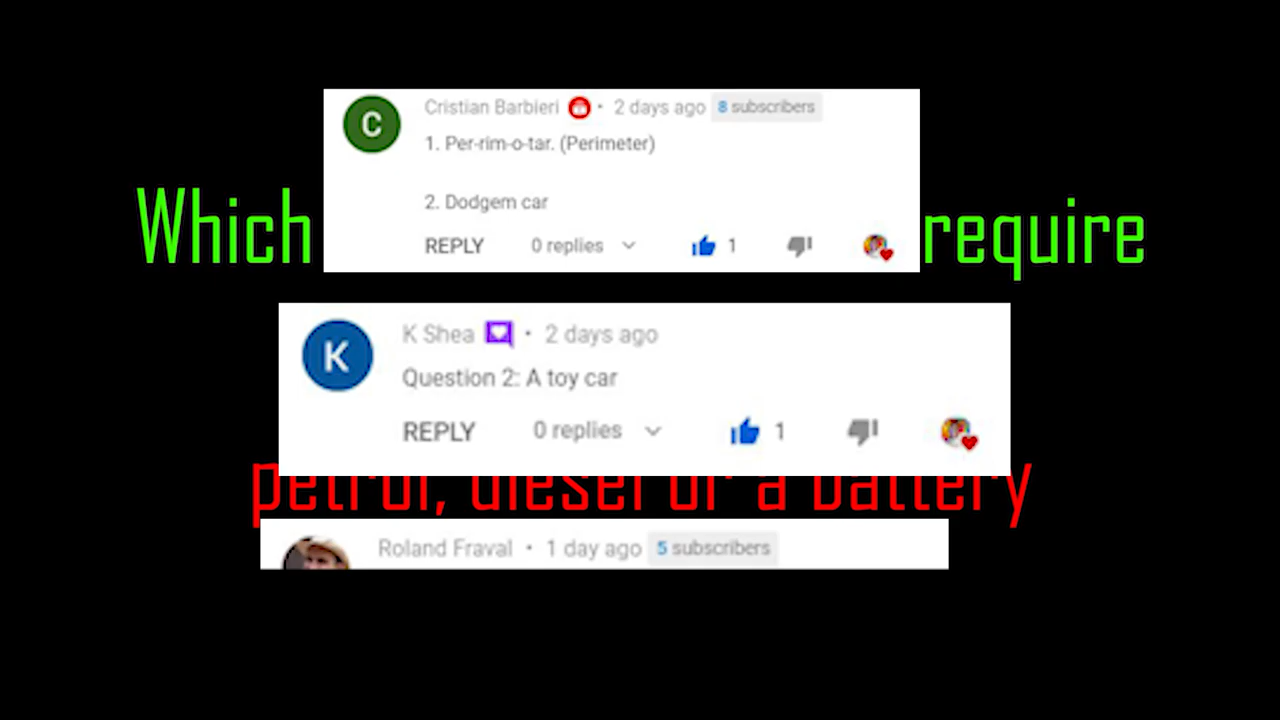 Cristian Barbieri · 2 days ago 8 subscribers
1. Per-rim-o-tar. (Perimeter)
2. Dodgem car
Which require
REPLY 0 replies 1
K Shea · 2 days ago
Question 2: A toy car
REPLY 0 replies 1
petrol, diesel or a battery
Roland Fraval · 1 day ago 5 subscribers